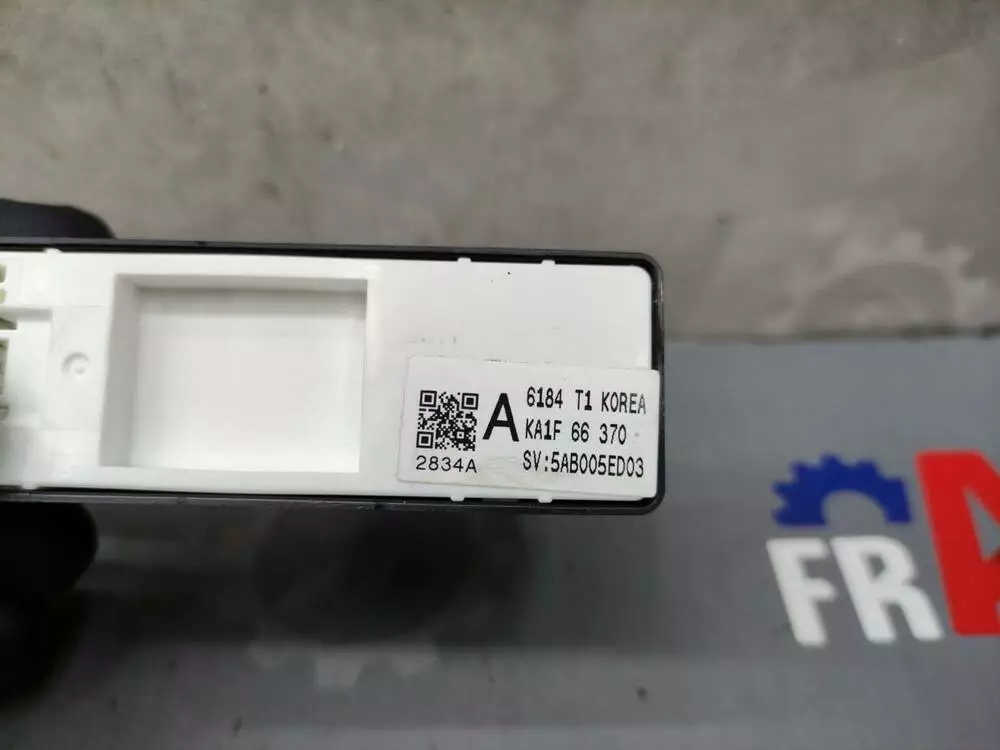 A
6184 T1 KOREA
KA1F 66 370
2834A
SV:5AB005ED03
FR